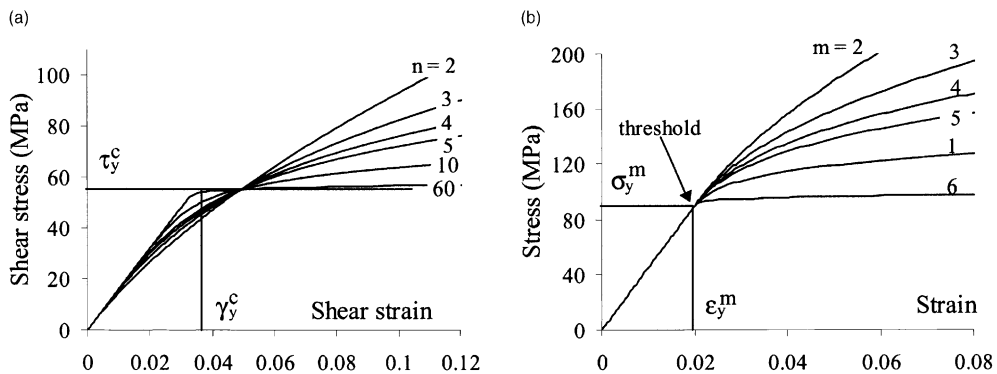 (a)
Shear stress (MPa)
100
80
60
40
20
0
0
0.02
0.04
0.06
0.08
0.1
0.12
Shear strain
τ_y^c
γ_y^c
n = 2
3
4
5
10
60
(b)
Stress (MPa)
200
160
120
80
40
0
0
0.02
0.04
0.06
0.08
Strain
σ_y^m
ε_y^m
threshold
m = 2
3
4
5
1
6